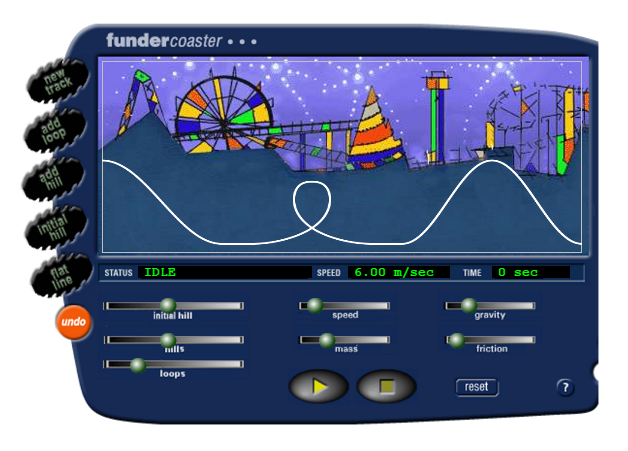 fundercoaster • • •
new
track
add
loop
add
hill
initial
hill
flat
line
undo
STATUS IDLE SPEED 6.00 m/sec TIME 0 sec
initial hill speed gravity
hills mass friction
loops
reset ?